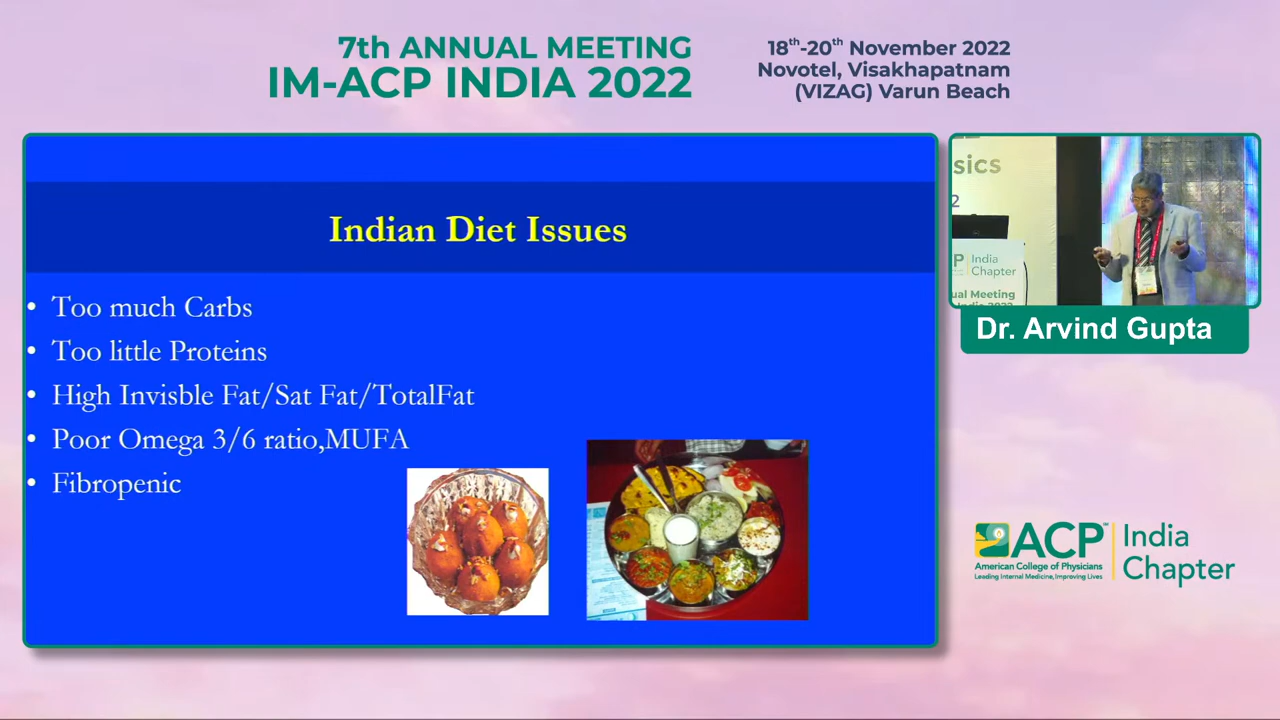 7th ANNUAL MEETING
IM-ACP INDIA 2022
18th-20th November 2022
Novotel, Visakhapatnam
(VIZAG) Varun Beach
Indian Diet Issues
• Too much Carbs
• Too little Proteins
• High Invisble Fat/Sat Fat/TotalFat
• Poor Omega 3/6 ratio,MUFA
• Fibropenic
sics
2
P India
Chapter
ual Meeting
Dr. Arvind Gupta
ACP™
American College of Physicians
Leading Internal Medicine, Improving Lives
India
Chapter